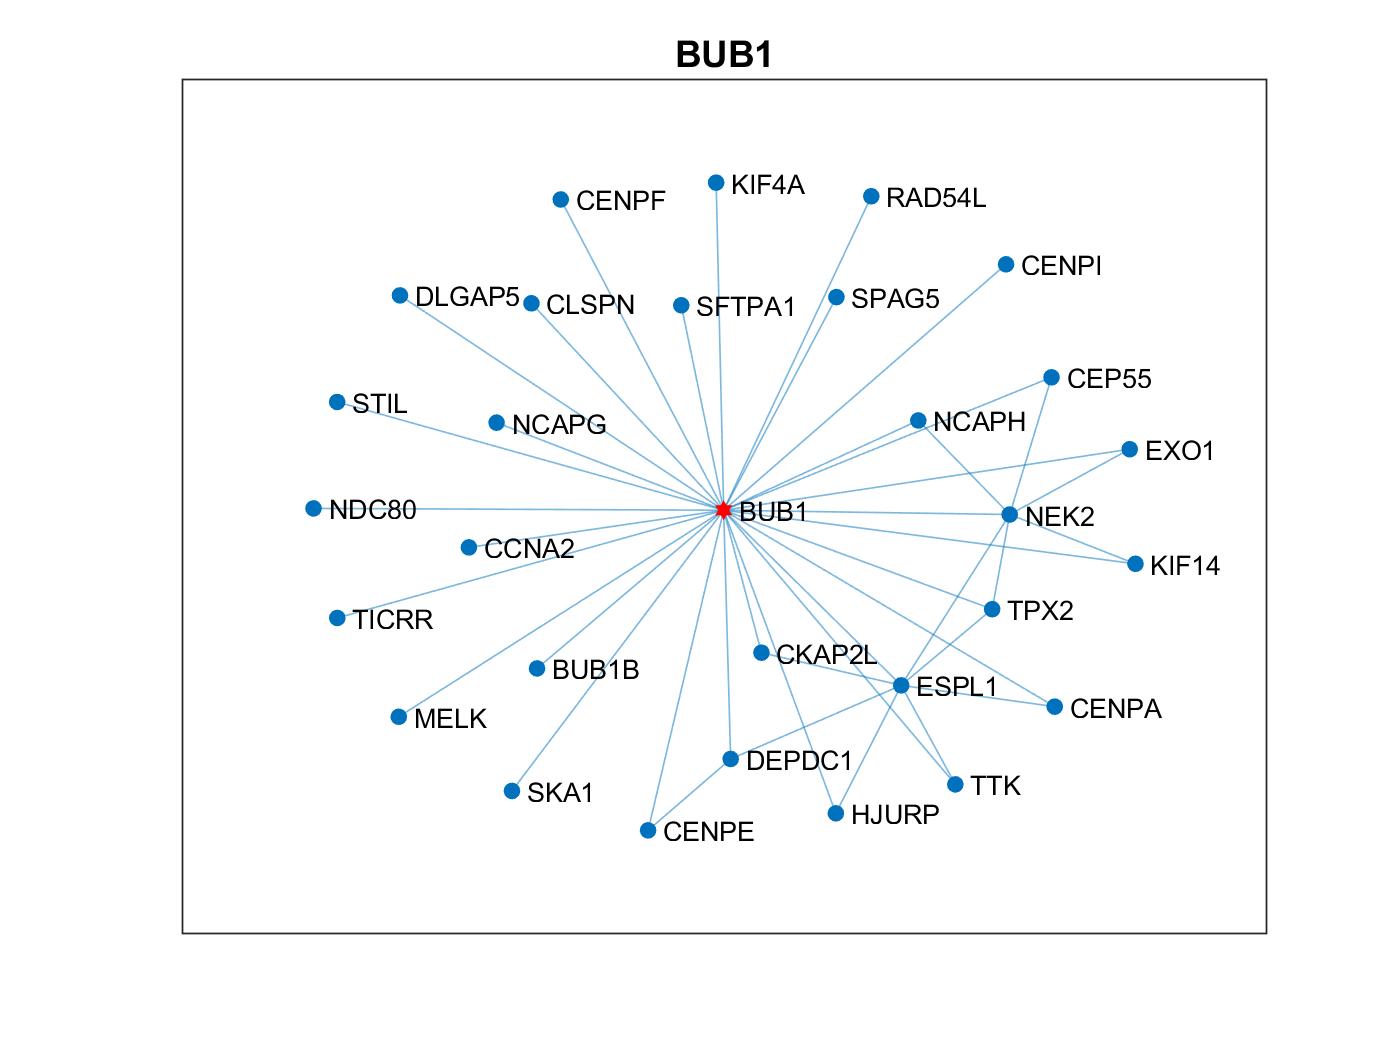 BUB1
KIF4A
CENPF
RAD54L
CENPI
DLGAP5
CLSPN
SFTPA1
SPAG5
CEP55
STIL
NCAPG
NCAPH
EXO1
NDC80
BUB1
NEK2
CCNA2
KIF14
TICRR
TPX2
BUB1B
CKAP2L
ESPL1
MELK
CENPA
DEPDC1
SKA1
TTK
HJURP
CENPE